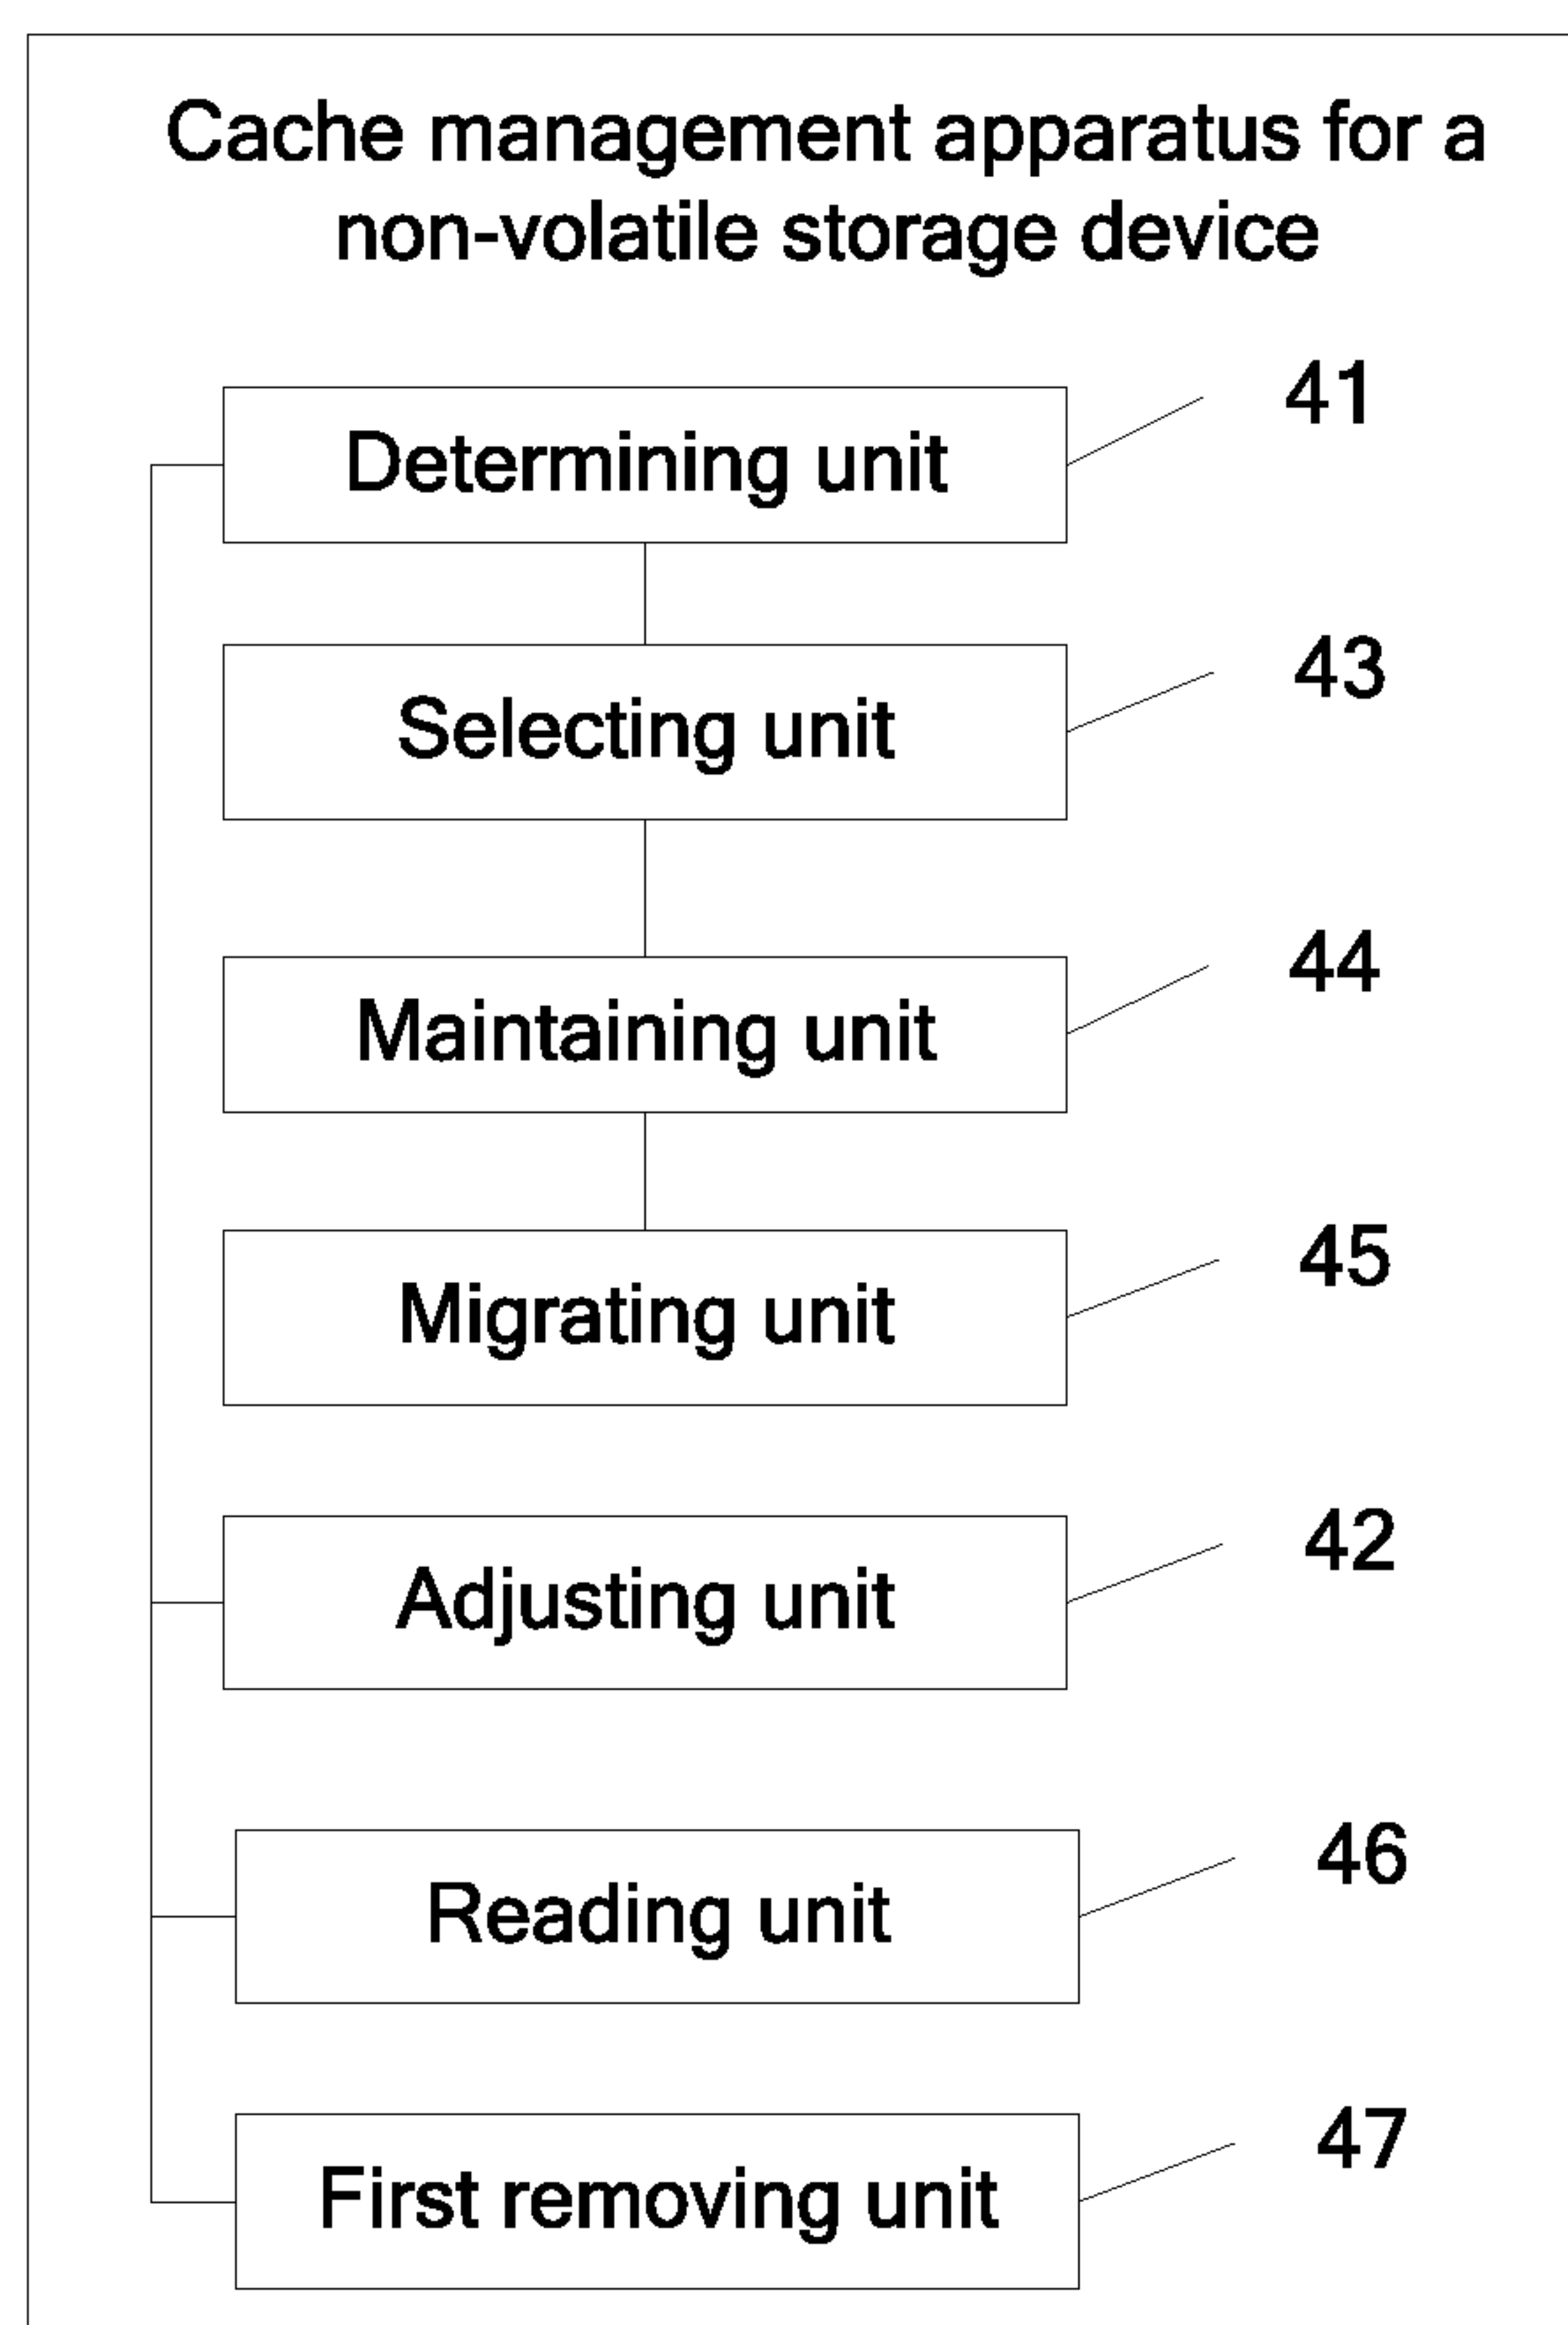 Cache management apparatus for a
non-volatile storage device
Determining unit
41
Selecting unit
43
Maintaining unit
44
Migrating unit
45
Adjusting unit
42
Reading unit
46
First removing unit
47